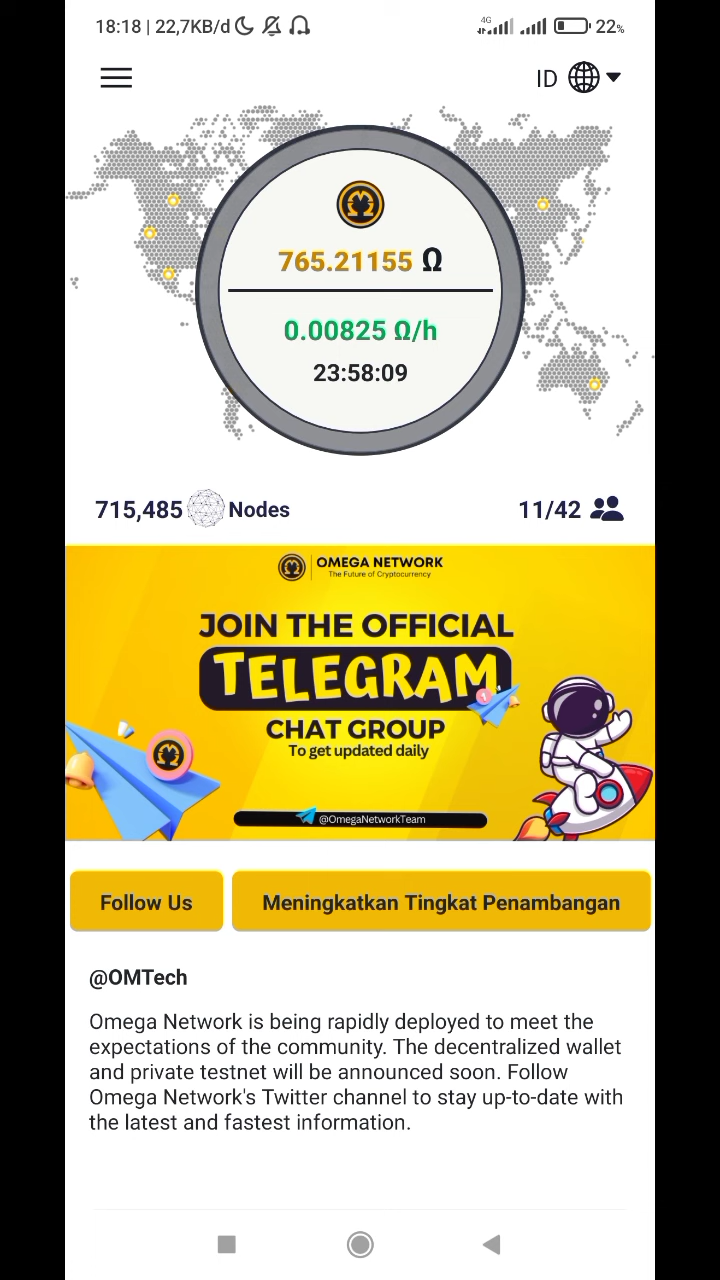 18:18 | 22,7KB/d 4G 22%
ID
765.21155 Ω
0.00825 Ω/h
23:58:09
715,485 Nodes 11/42
OMEGA NETWORK
The Future of Cryptocurrency
JOIN THE OFFICIAL
TELEGRAM
CHAT GROUP
To get updated daily
@OmegaNetworkTeam
Follow Us Meningkatkan Tingkat Penambangan
@OMTech
Omega Network is being rapidly deployed to meet the
expectations of the community. The decentralized wallet
and private testnet will be announced soon. Follow
Omega Network's Twitter channel to stay up-to-date with
the latest and fastest information.